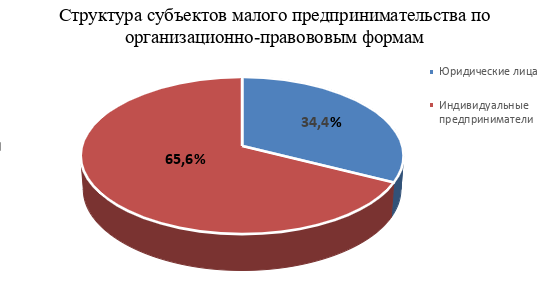 Структура субъектов малого предпринимательства по
организационно-правововым формам
Юридические лица
Индивидуальные
предприниматели
34,4%
65,6%